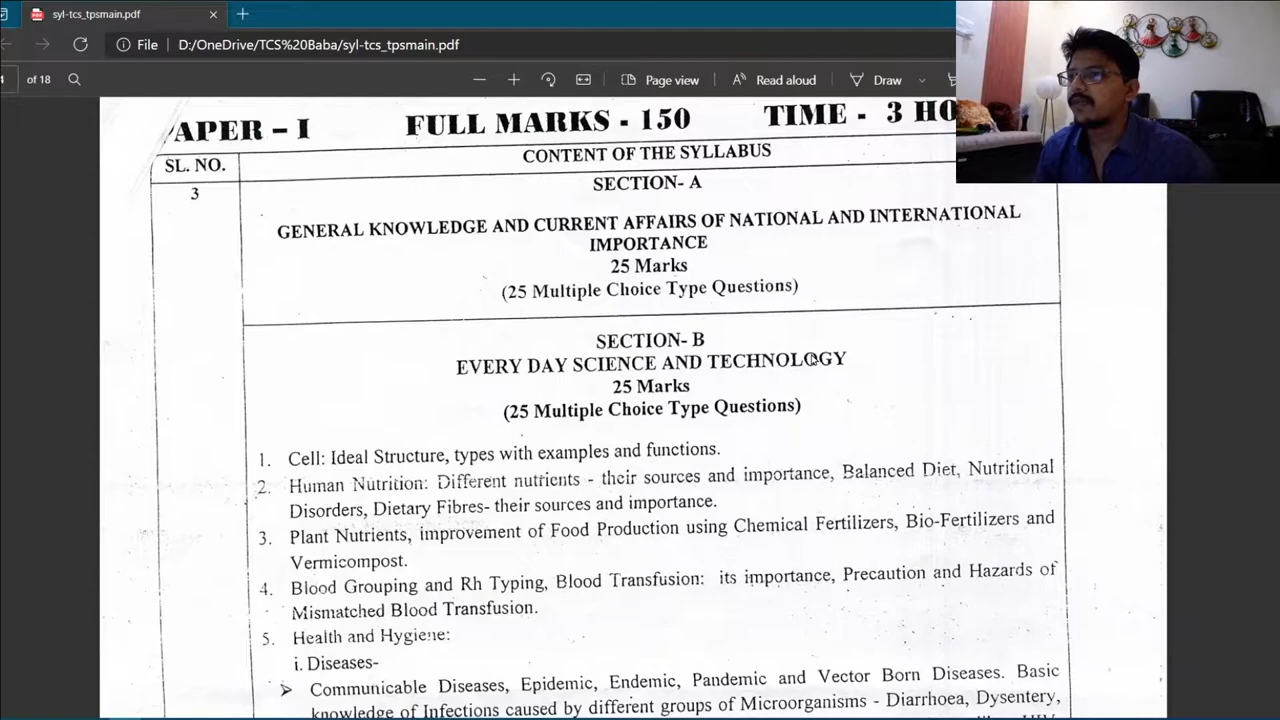 syl-tcs_tpsmain.pdf
File D:/OneDrive/TCS%20Baba/syl-tcs_tpsmain.pdf
of 18 Page view Read aloud Draw
APER – I FULL MARKS - 150 TIME - 3 HO
SL. NO. CONTENT OF THE SYLLABUS
3 SECTION- A
GENERAL KNOWLEDGE AND CURRENT AFFAIRS OF NATIONAL AND INTERNATIONAL
IMPORTANCE
25 Marks
(25 Multiple Choice Type Questions)
SECTION- B
EVERY DAY SCIENCE AND TECHNOLOGY
25 Marks
(25 Multiple Choice Type Questions)
1. Cell: Ideal Structure, types with examples and functions.
2. Human Nutrition: Different nutrients - their sources and importance, Balanced Diet, Nutritional
Disorders, Dietary Fibres- their sources and importance.
3. Plant Nutrients, improvement of Food Production using Chemical Fertilizers, Bio-Fertilizers and
Vermicompost.
4. Blood Grouping and Rh Typing, Blood Transfusion: its importance, Precaution and Hazards of
Mismatched Blood Transfusion.
5. Health and Hygiene:
i. Diseases-
➢ Communicable Diseases, Epidemic, Endemic, Pandemic and Vector Born Diseases. Basic
knowledge of Infections caused by different groups of Microorganisms - Diarrhoea, Dysentery,